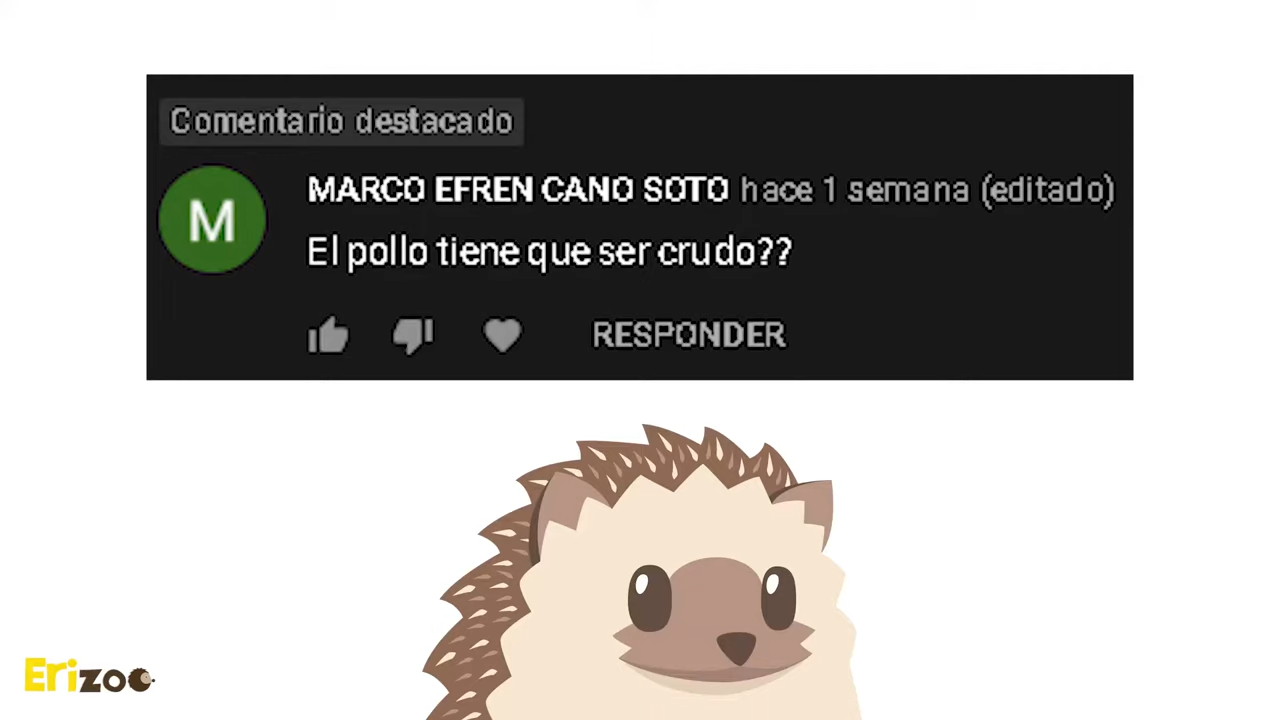 Comentario destacado
M
MARCO EFREN CANO SOTO hace 1 semana (editado)
El pollo tiene que ser crudo??
RESPONDER
Erizoo